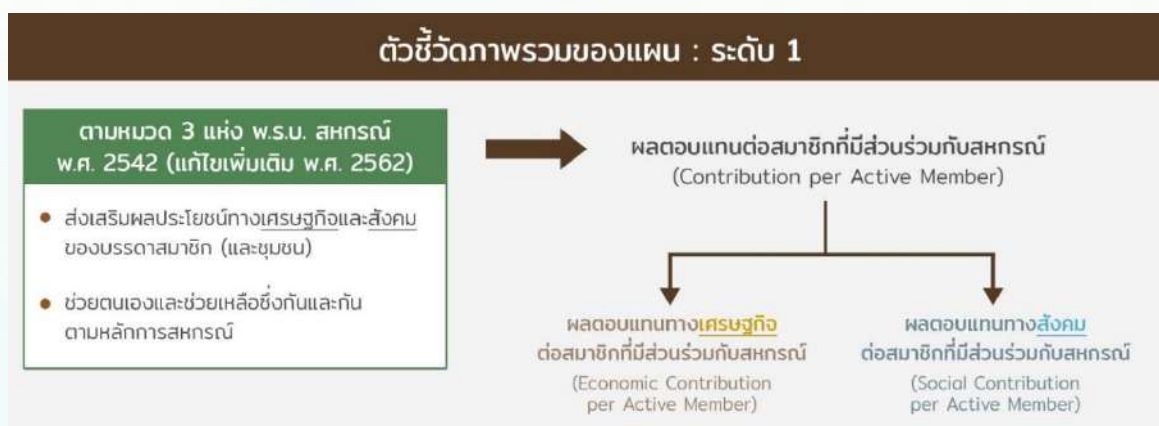 ตัวชี้วัดภาพรวมของแผน : ระดับ 1
ตามหมวด 3 แห่ง พ.ร.บ. สหกรณ์
พ.ศ. 2542 (แก้ไขเพิ่มเติม พ.ศ. 2562)
• ส่งเสริมผลประโยชน์ทางเศรษฐกิจและสังคม
ของบรรดาสมาชิก (และชุมชน)
• ช่วยตนเองและช่วยเหลือซึ่งกันและกัน
ตามหลักการสหกรณ์
ผลตอบแทนต่อสมาชิกที่มีส่วนร่วมกับสหกรณ์
(Contribution per Active Member)
ผลตอบแทนทางเศรษฐกิจ
ต่อสมาชิกที่มีส่วนร่วมกับสหกรณ์
(Economic Contribution
per Active Member)
ผลตอบแทนทางสังคม
ต่อสมาชิกที่มีส่วนร่วมกับสหกรณ์
(Social Contribution
per Active Member)